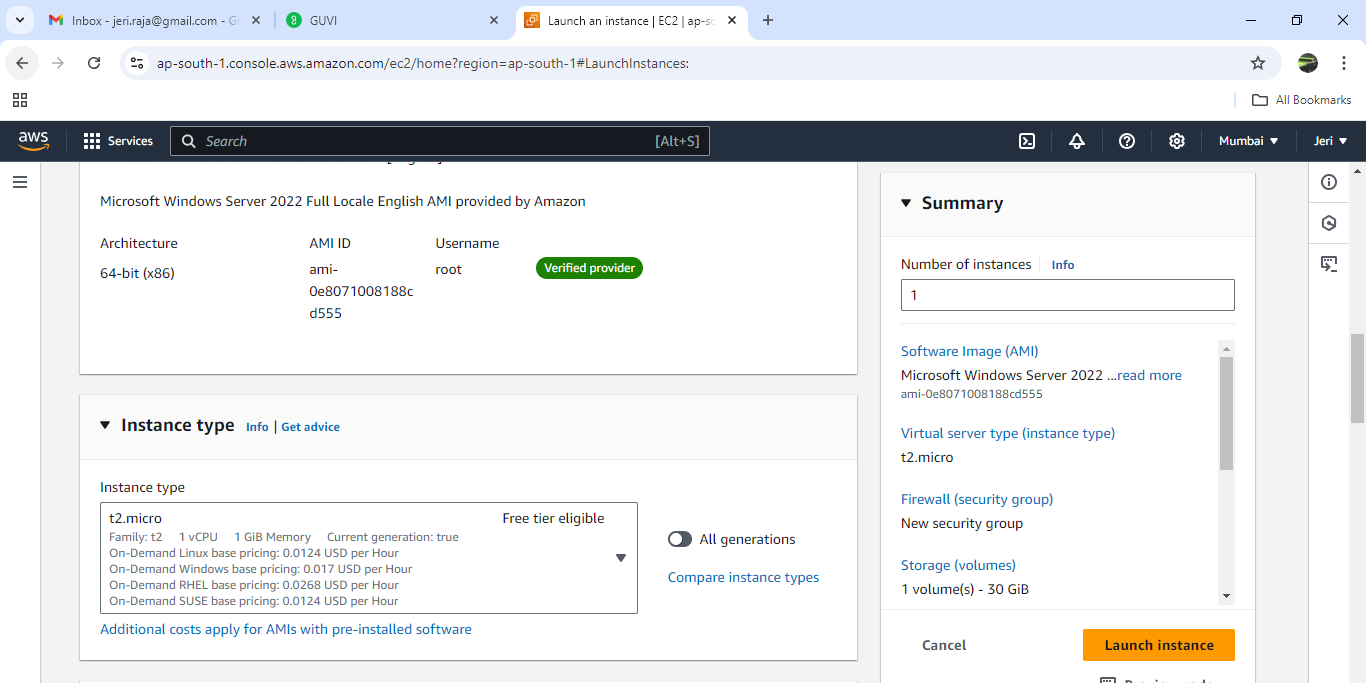 Inbox - jeri.raja@gmail.com - G
GUVI
Launch an instance | EC2 | ap-so
ap-south-1.console.aws.amazon.com/ec2/home?region=ap-south-1#LaunchInstances:
All Bookmarks
aws
Services
Search
[Alt+S]
Mumbai
Jeri
Microsoft Windows Server 2022 Full Locale English AMI provided by Amazon
Architecture
AMI ID
Username
64-bit (x86)
ami-
0e8071008188c
d555
root
Verified provider
Instance type
Info | Get advice
Instance type
t2.micro
Free tier eligible
Family: t2 1 vCPU 1 GiB Memory Current generation: true
On-Demand Linux base pricing: 0.0124 USD per Hour
On-Demand Windows base pricing: 0.017 USD per Hour
On-Demand RHEL base pricing: 0.0268 USD per Hour
On-Demand SUSE base pricing: 0.0124 USD per Hour
All generations
Compare instance types
Additional costs apply for AMIs with pre-installed software
Summary
Number of instances
Info
1
Software Image (AMI)
Microsoft Windows Server 2022 ...read more
ami-0e8071008188cd555
Virtual server type (instance type)
t2.micro
Firewall (security group)
New security group
Storage (volumes)
1 volume(s) - 30 GiB
Cancel
Launch instance